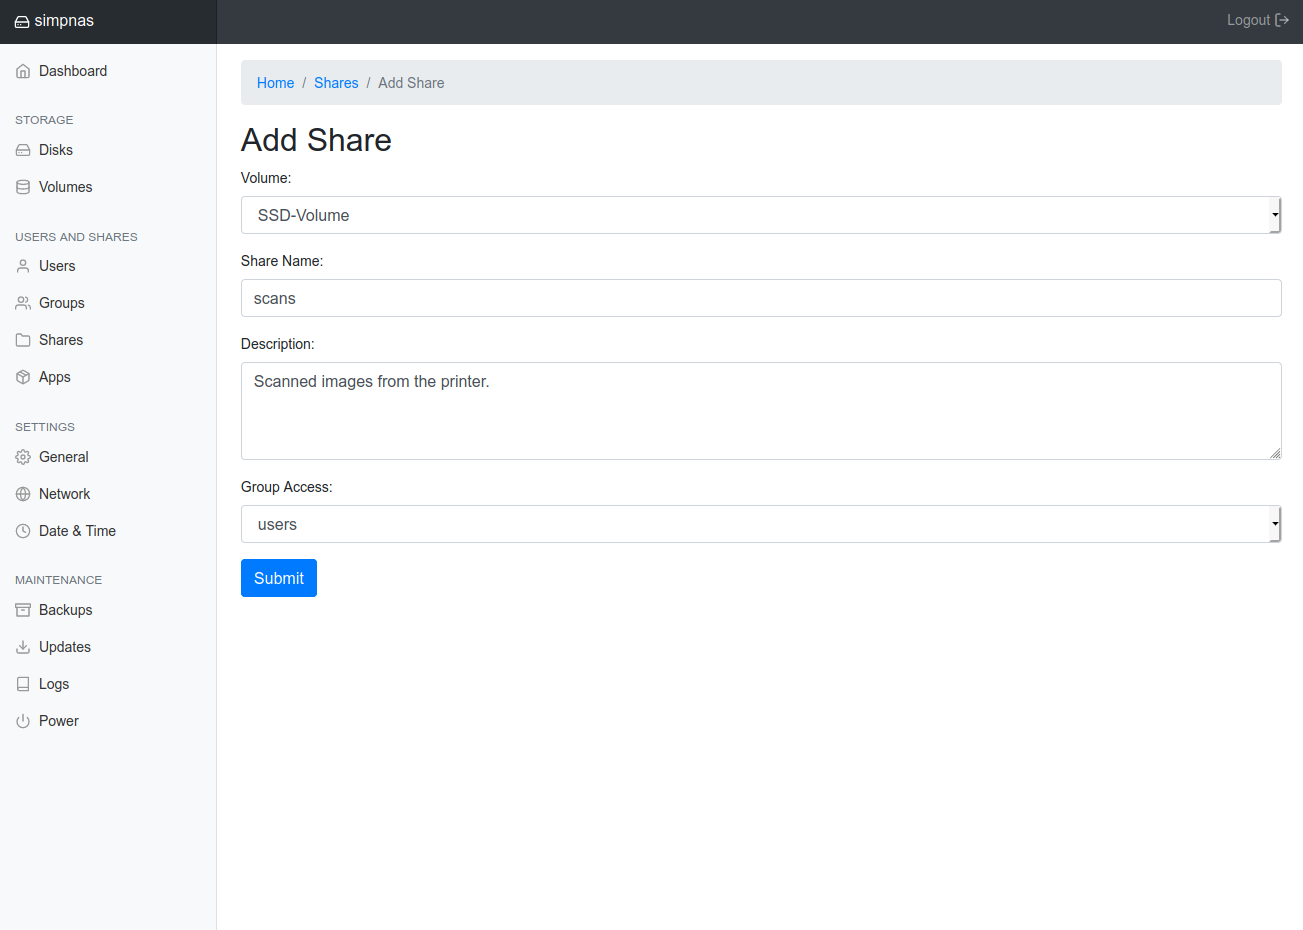 simpnas
Logout
Dashboard
STORAGE
Disks
Volumes
USERS AND SHARES
Users
Groups
Shares
Apps
SETTINGS
General
Network
Date & Time
MAINTENANCE
Backups
Updates
Logs
Power
Home / Shares / Add Share
Add Share
Volume:
SSD-Volume
Share Name:
scans
Description:
Scanned images from the printer.
Group Access:
users
Submit